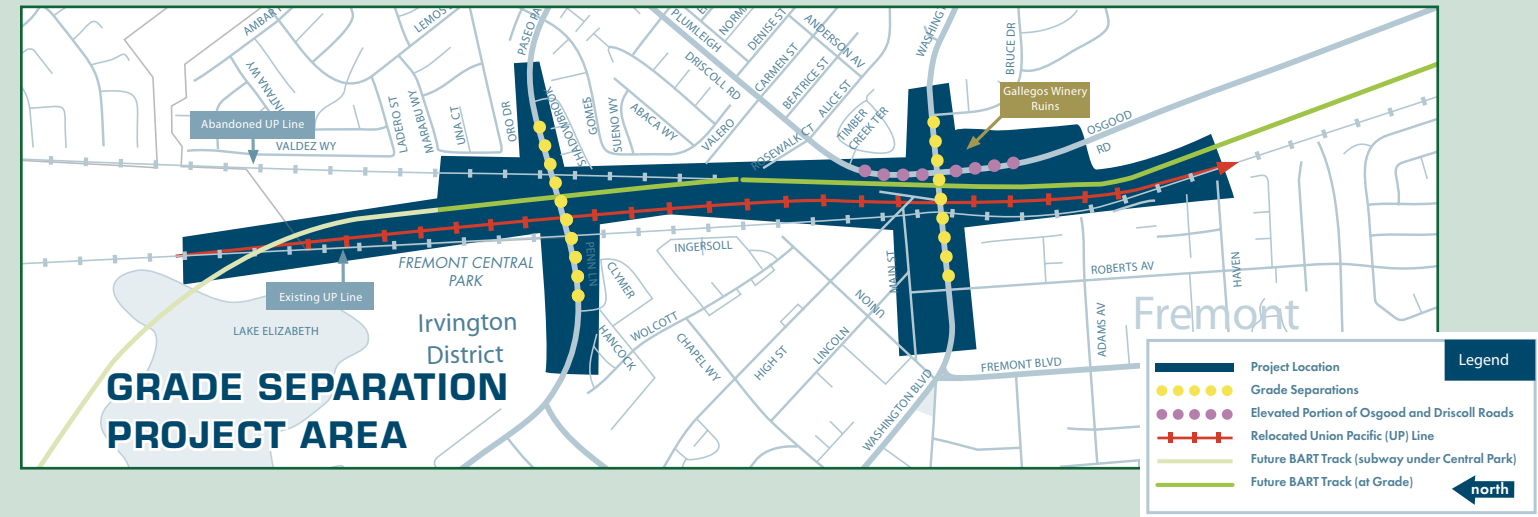 AMBAR
LEMOS
PASEO PA
PLUMLEIGH
NORM
DENISE ST
ANDERSON AV
WASHINGT
BRUCE DR
DRISCOLL RD
CARMEN ST
BEATRICE ST
ALICE ST
Gallegos Winery
Ruins
Abandoned UP Line
VALDEZ WY
LADERO ST
MARABU WY
UNA CT
ORO DR
SHADOWBROOK
GOMES
SUENO WY
ABACA WY
VALERO
ROSEWALK CT
TIMBER
CREEK TER
OSGOOD
RD
FREMONT CENTRAL
PARK
Existing UP Line
LAKE ELIZABETH
Irvington
District
PENN LN
CLYMER
INGERSOLL
HANCOCK
WOLCOTT
CHAPEL WY
HIGH ST
LINCOLN
UNION
MAIN ST
WASHINGTON BLVD
FREMONT BLVD
ROBERTS AV
ADAMS AV
HAVEN
Fremont
GRADE SEPARATION
PROJECT AREA
Legend
Project Location
Grade Separations
Elevated Portion of Osgood and Driscoll Roads
Relocated Union Pacific (UP) Line
Future BART Track (subway under Central Park)
Future BART Track (at Grade)
north